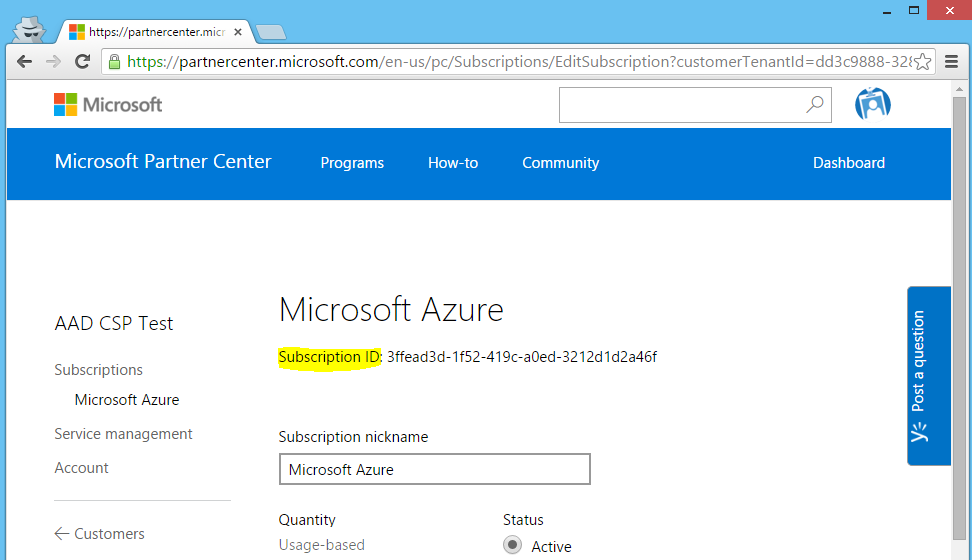 https://partnercenter.micr
https://partnercenter.microsoft.com/en-us/pc/Subscriptions/EditSubscription?customerTenantId=dd3c9888-328
Microsoft
Microsoft Partner Center Programs How-to Community Dashboard
Microsoft Azure
AAD CSP Test
Subscription ID: 3ffead3d-1f52-419c-a0ed-3212d1d2a46f
Subscriptions
Microsoft Azure
Service management
Account
Customers
Subscription nickname
Microsoft Azure
Quantity Status
Usage-based Active
Post a question